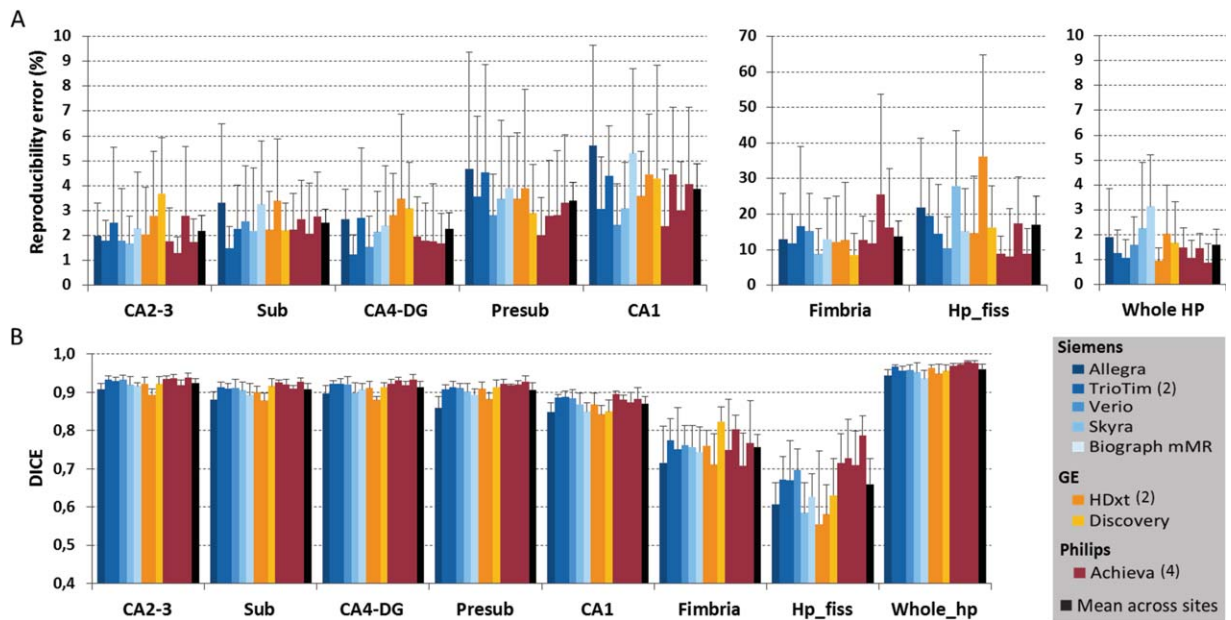 A
Reproducibility error (%)
10
9
8
7
6
5
4
3
2
1
0
CA2-3 Sub CA4-DG Presub CA1
70
60
50
40
30
20
10
0
Fimbria Hp_fiss
10
9
8
7
6
5
4
3
2
1
0
Whole HP
B
DICE
1,0
0,9
0,8
0,7
0,6
0,5
0,4
CA2-3 Sub CA4-DG Presub CA1 Fimbria Hp_fiss Whole_hp
Siemens
Allegra
TrioTim (2)
Verio
Skyra
Biograph mMR
GE
HDxt (2)
Discovery
Philips
Achieva (4)
Mean across sites